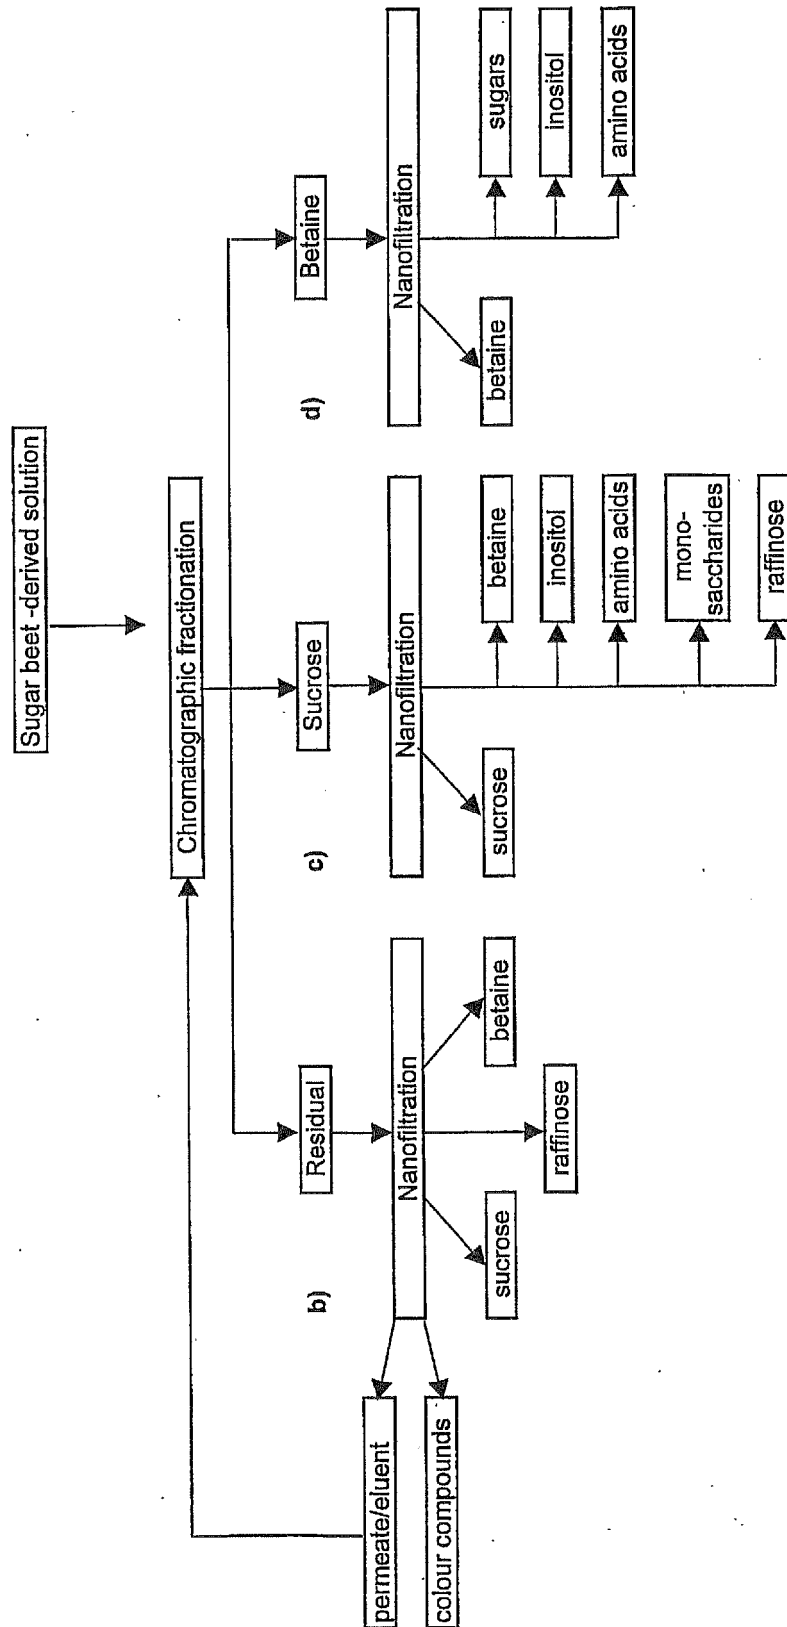 Sugar beet -derived solution
Chromatographic fractionation
Residual
Sucrose
Betaine
b)
c)
d)
permeate/eluent
colour compounds
Nanofiltration
sucrose
raffinose
betaine
Nanofiltration
sucrose
betaine
inositol
amino acids
mono-
saccharides
raffinose
Nanofiltration
betaine
sugars
inositol
amino acids